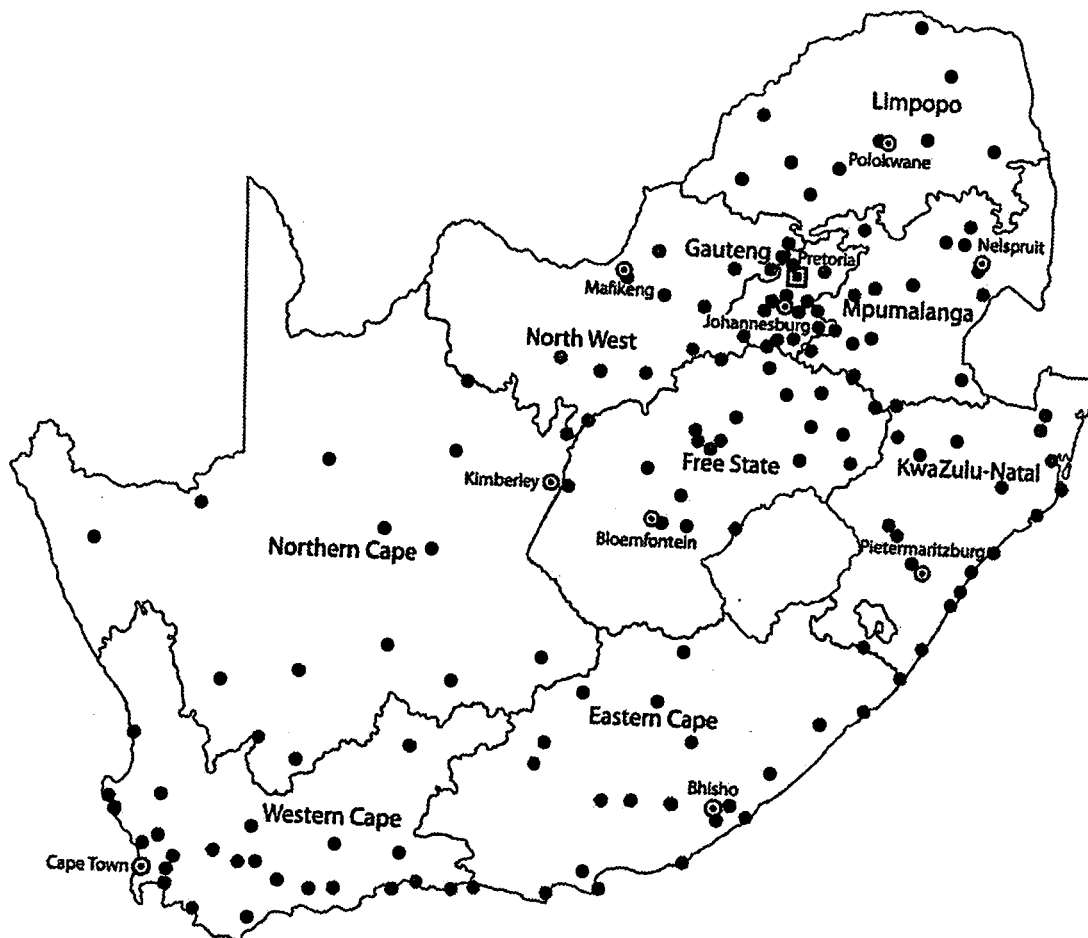 Limpopo
Polokwane
Gauteng
Pretoria
Nelspruit
Mafikeng
Mpumalanga
Johannesburg
North West
Free State
KwaZulu-Natal
Kimberley
Bloemfontein
Northern Cape
Pietermaritzburg
Eastern Cape
Bhisho
Western Cape
Cape Town